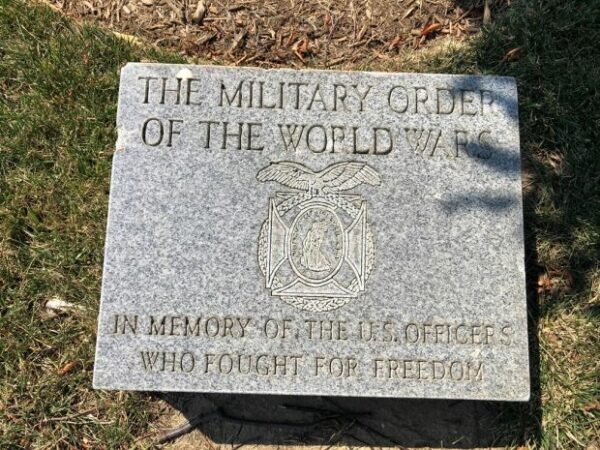 THE MILITARY ORDER
OF THE WORLD WARS
IN MEMORY OF THE U.S. OFFICERS
WHO FOUGHT FOR FREEDOM